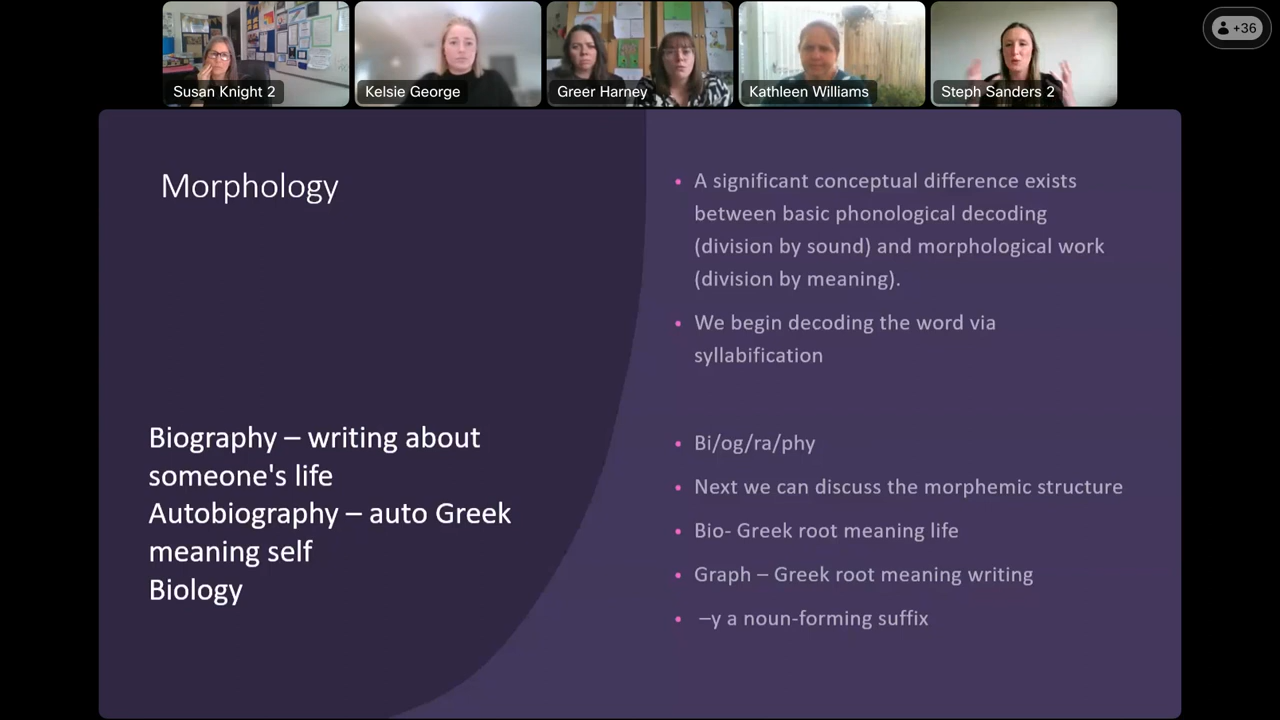 Susan Knight 2
Kelsie George
Greer Harney
Kathleen Williams
Steph Sanders 2
+36
Morphology
Biography – writing about
someone's life
Autobiography – auto Greek
meaning self
Biology
• A significant conceptual difference exists
between basic phonological decoding
(division by sound) and morphological work
(division by meaning).
• We begin decoding the word via
syllabification
• Bi/og/ra/phy
• Next we can discuss the morphemic structure
• Bio- Greek root meaning life
• Graph – Greek root meaning writing
• –y a noun-forming suffix